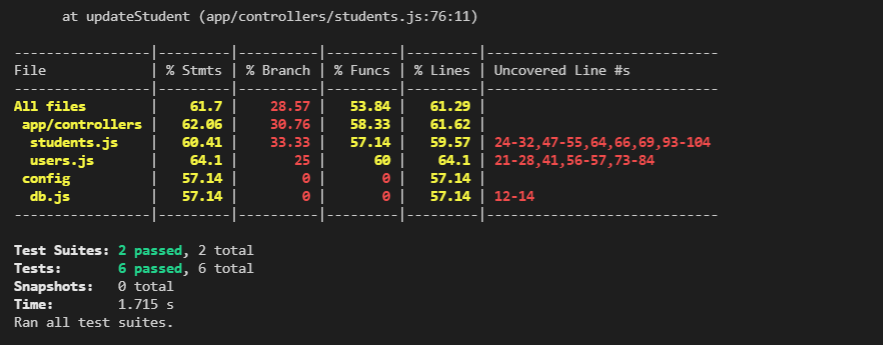 at updateStudent (app/controllers/students.js:76:11)
-----------------|---------|----------|---------|---------|---------------------------
File             | % Stmts | % Branch | % Funcs | % Lines | Uncovered Line #s
-----------------|---------|----------|---------|---------|---------------------------
All files        |    61.7 |    28.57 |   53.84 |   61.29 |
 app/controllers |   62.06 |    30.76 |   58.33 |   61.62 |
  students.js    |   60.41 |    33.33 |   57.14 |   59.57 | 24-32,47-55,64,66,69,93-104
  users.js       |    64.1 |       25 |      60 |    64.1 | 21-28,41,56-57,73-84
 config          |   57.14 |        0 |       0 |   57.14 |
  db.js          |   57.14 |        0 |       0 |   57.14 | 12-14
-----------------|---------|----------|---------|---------|---------------------------
Test Suites: 2 passed, 2 total
Tests:       6 passed, 6 total
Snapshots:   0 total
Time:        1.715 s
Ran all test suites.